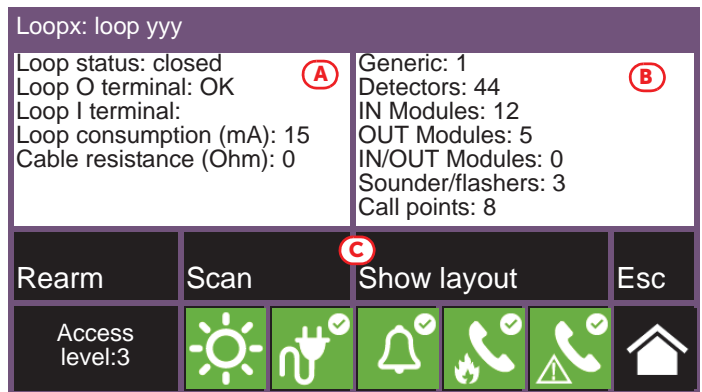 Loopx: loop yyy
Loop status: closed
Loop O terminal: OK
Loop I terminal:
Loop consumption (mA): 15
Cable resistance (Ohm): 0
A
Generic: 1
Detectors: 44
IN Modules: 12
OUT Modules: 5
IN/OUT Modules: 0
Sounder/flashers: 3
Call points: 8
B
C
Rearm
Scan
Show layout
Esc
Access
level:3